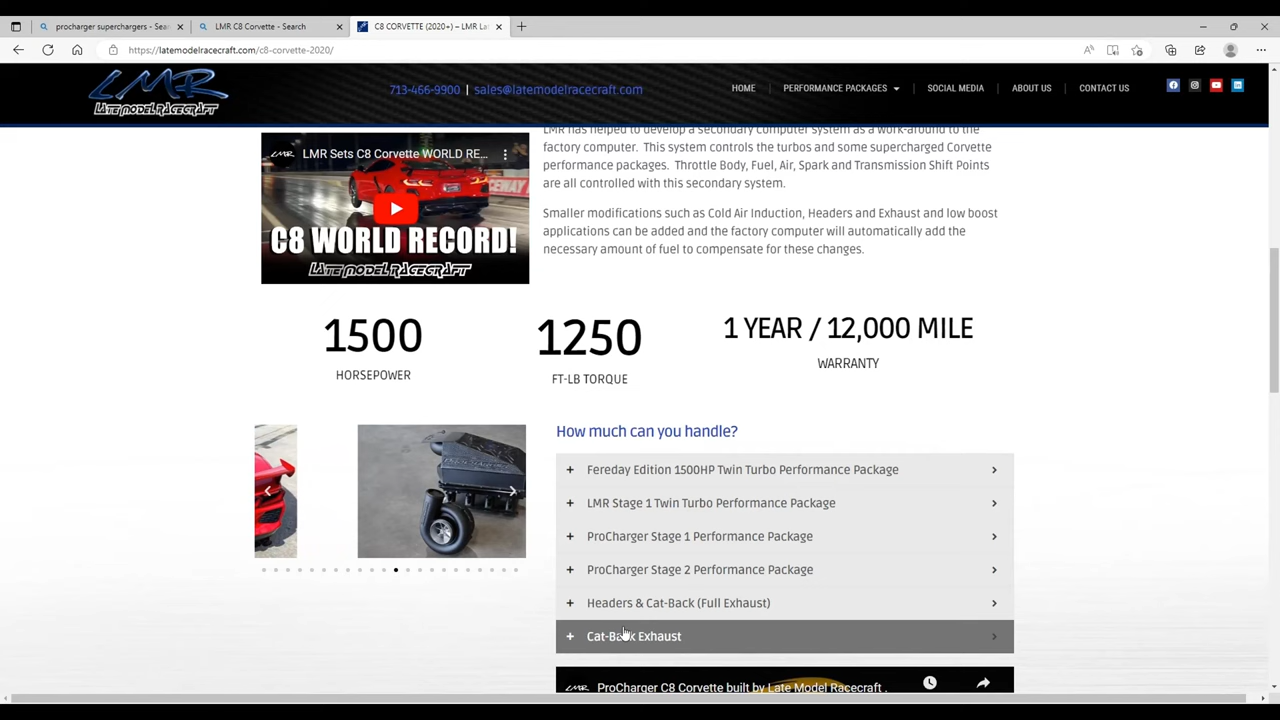 procharger superchargers - Sea
LMR C8 Corvette - Search
C8 CORVETTE (2020+) – LMR La
https://latemodelracecraft.com/c8-corvette-2020/
LMR
LATE MODEL RACECRAFT
713-466-9900 | sales@latemodelracecraft.com
HOME
PERFORMANCE PACKAGES
SOCIAL MEDIA
ABOUT US
CONTACT US
LMR has helped to develop a secondary computer system as a work-around to the
factory computer. This system controls the turbos and some supercharged Corvette
performance packages. Throttle Body, Fuel, Air, Spark and Transmission Shift Points
are all controlled with this secondary system.
Smaller modifications such as Cold Air Induction, Headers and Exhaust and low boost
applications can be added and the factory computer will automatically add the
necessary amount of fuel to compensate for these changes.
LMR LMR Sets C8 Corvette WORLD RE...
C8 WORLD RECORD!
LATE MODEL RACECRAFT
1500
HORSEPOWER
1250
FT-LB TORQUE
1 YEAR / 12,000 MILE
WARRANTY
How much can you handle?
+ Fereday Edition 1500HP Twin Turbo Performance Package
+ LMR Stage 1 Twin Turbo Performance Package
+ ProCharger Stage 1 Performance Package
+ ProCharger Stage 2 Performance Package
+ Headers & Cat-Back (Full Exhaust)
+ Cat-Back Exhaust
LMR ProCharger C8 Corvette built by Late Model Racecraft .